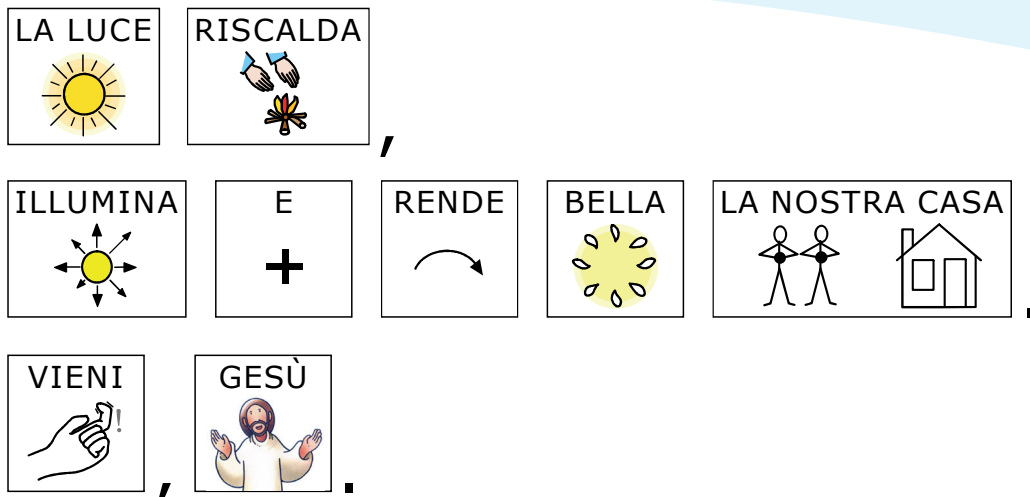 LA LUCE RISCALDA,
ILLUMINA E RENDE BELLA LA NOSTRA CASA.
VIENI, GESÙ.